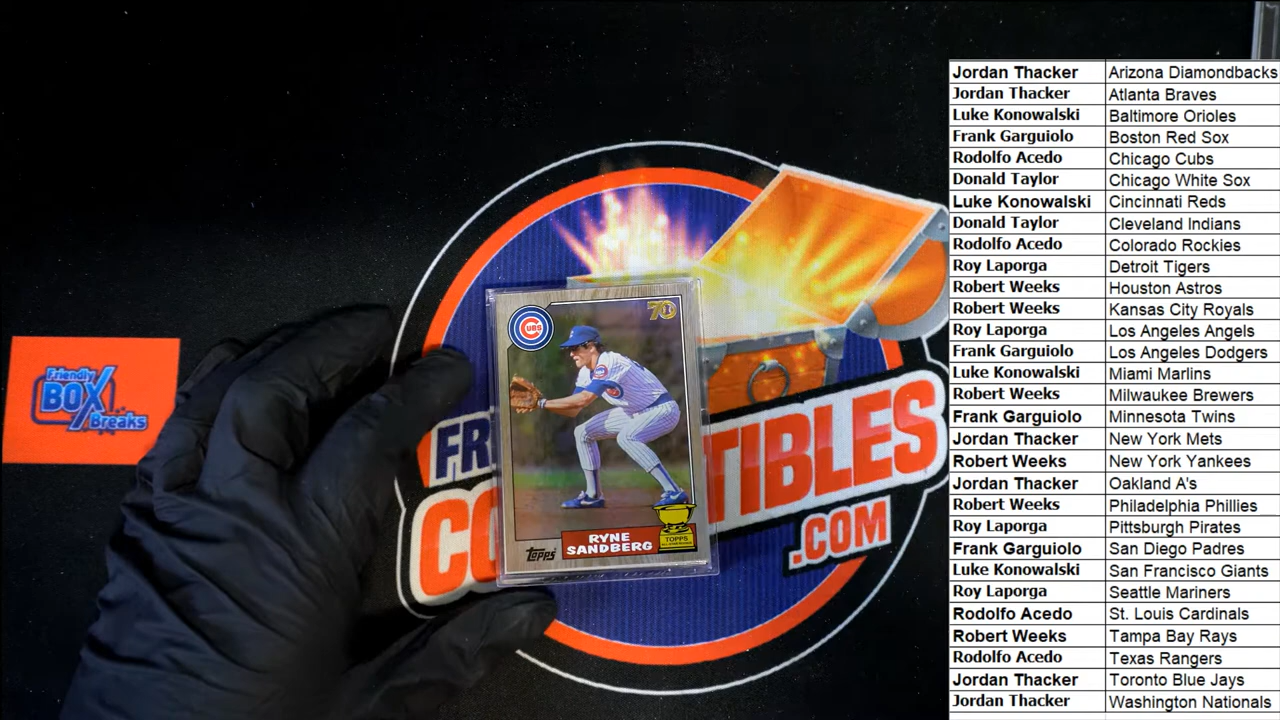 Friendly
BOX
Breaks
FR
CO TIBLES
.COM
CUBS
70
RYNE
SANDBERG
Topps
TOPPS
ALL-STAR ROOKIE
Jordan Thacker Arizona Diamondbacks
Jordan Thacker Atlanta Braves
Luke Konowalski Baltimore Orioles
Frank Garguiolo Boston Red Sox
Rodolfo Acedo Chicago Cubs
Donald Taylor Chicago White Sox
Luke Konowalski Cincinnati Reds
Donald Taylor Cleveland Indians
Rodolfo Acedo Colorado Rockies
Roy Laporga Detroit Tigers
Robert Weeks Houston Astros
Robert Weeks Kansas City Royals
Roy Laporga Los Angeles Angels
Frank Garguiolo Los Angeles Dodgers
Luke Konowalski Miami Marlins
Robert Weeks Milwaukee Brewers
Frank Garguiolo Minnesota Twins
Jordan Thacker New York Mets
Robert Weeks New York Yankees
Jordan Thacker Oakland A's
Robert Weeks Philadelphia Phillies
Roy Laporga Pittsburgh Pirates
Frank Garguiolo San Diego Padres
Luke Konowalski San Francisco Giants
Roy Laporga Seattle Mariners
Rodolfo Acedo St. Louis Cardinals
Robert Weeks Tampa Bay Rays
Rodolfo Acedo Texas Rangers
Jordan Thacker Toronto Blue Jays
Jordan Thacker Washington Nationals